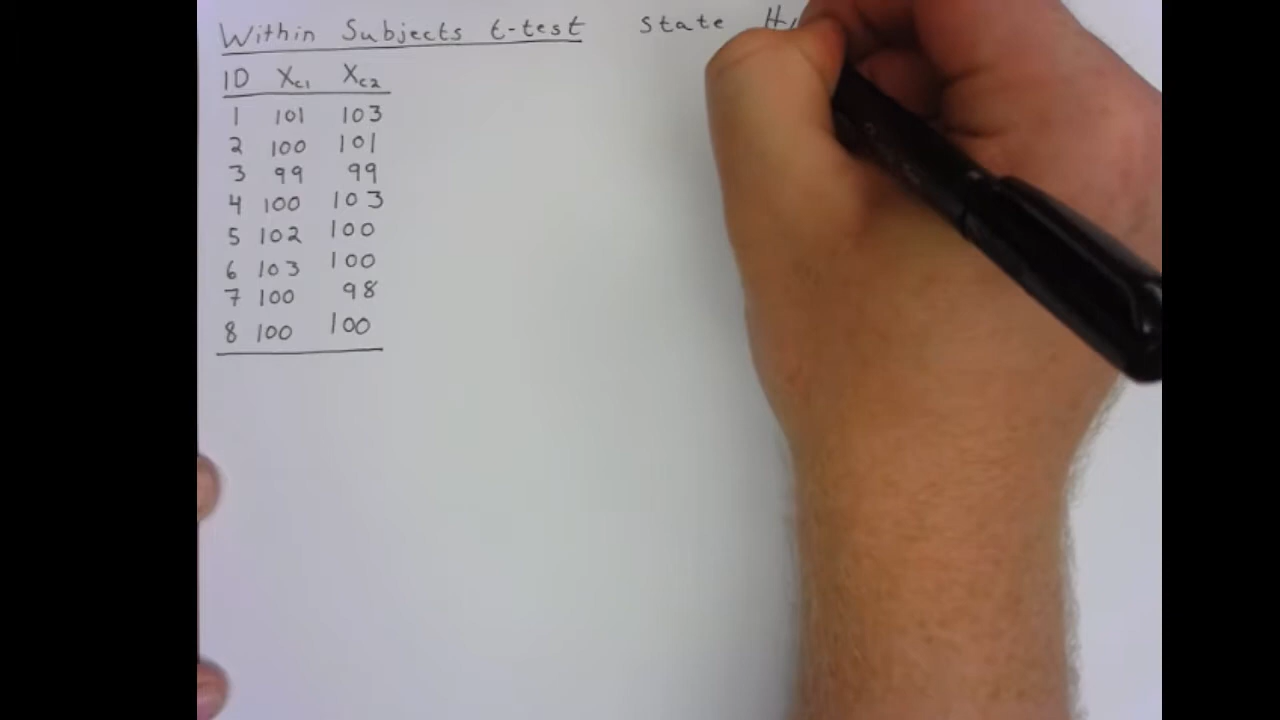 Within Subjects t-test State
ID Xc1 Xc2
1 101 103
2 100 101
3 99 99
4 100 103
5 102 100
6 103 100
7 100 98
8 100 100